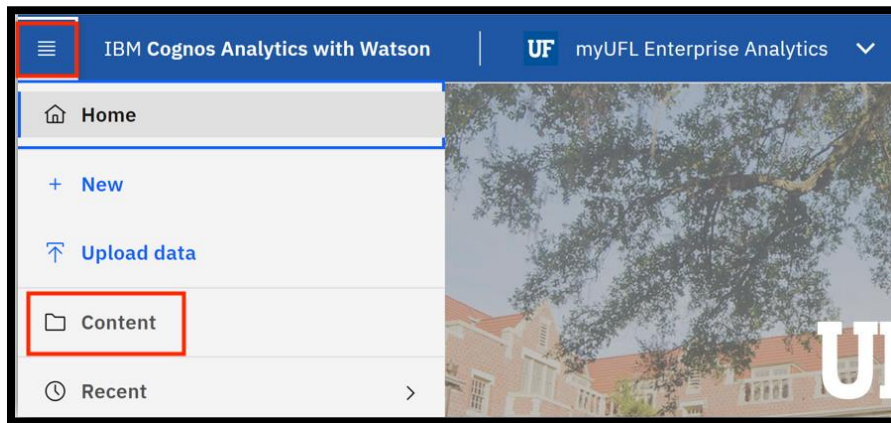 IBM Cognos Analytics with Watson UF myUFL Enterprise Analytics
Home
New
Upload data
Content
Recent